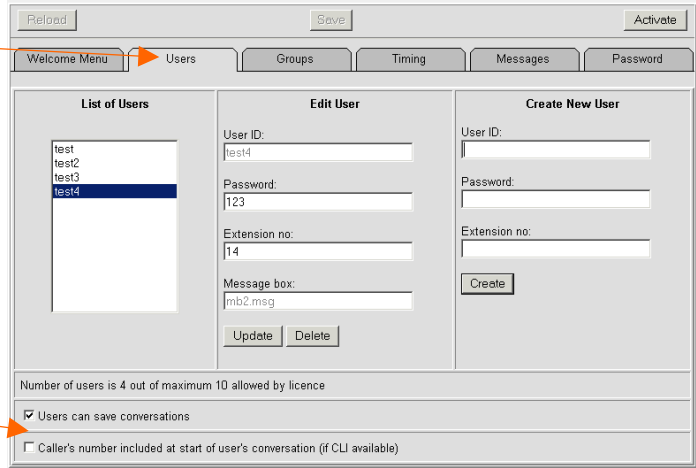 Reload Save Activate
Welcome Menu Users Groups Timing Messages Password
List of Users
test
test2
test3
test4
Edit User
User ID:
test4
Password:
123
Extension no:
14
Message box:
mb2.msg
Update Delete
Create New User
User ID:
Password:
Extension no:
Create
Number of users is 4 out of maximum 10 allowed by licence
Users can save conversations
Caller's number included at start of user's conversation (if CLI available)